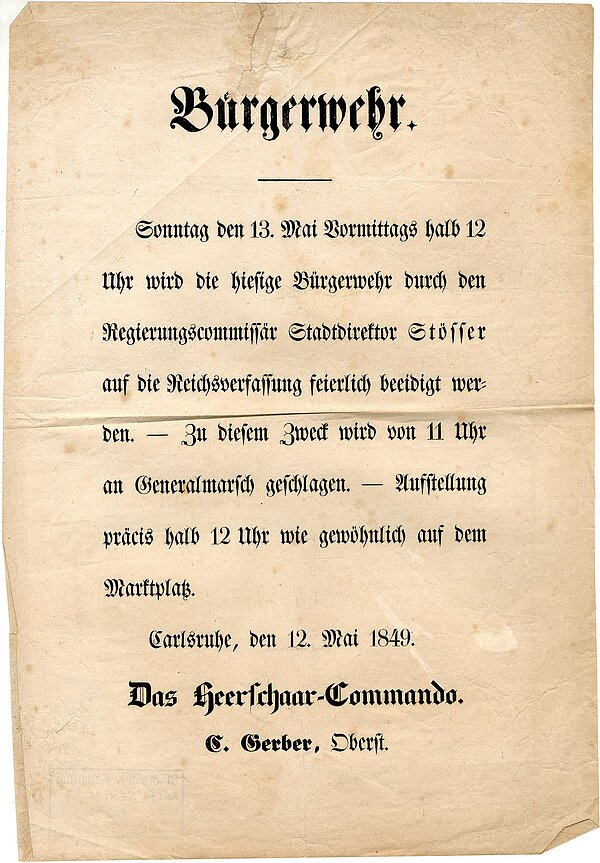 Bürgerwehr.
Sonntag den 13. Mai Vormittags halb 12
Uhr wird die hiesige Bürgerwehr durch den
Regierungscommissär Stadtdirektor Stösser
auf die Reichsverfassung feierlich beeidigt wer-
den. — Zu diesem Zweck wird von 11 Uhr
an Generalmarsch geschlagen. — Aufstellung
präcis halb 12 Uhr wie gewöhnlich auf dem
Marktplatz.
Carlsruhe, den 12. Mai 1849.
Das Heerschaar-Commando.
C. Gerber, Oberst.